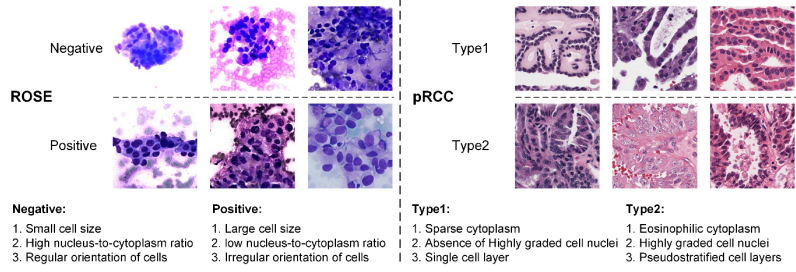 Negative
ROSE
Positive
Negative:
1. Small cell size
2. High nucleus-to-cytoplasm ratio
3. Regular orientation of cells
Positive:
1. Large cell size
2. low nucleus-to-cytoplasm ratio
3. Irregular orientation of cells
Type1
pRCC
Type2
Type1:
1. Sparse cytoplasm
2. Absence of Highly graded cell nuclei
3. Single cell layer
Type2:
1. Eosinophilic cytoplasm
2. Highly graded cell nuclei
3. Pseudostratified cell layers